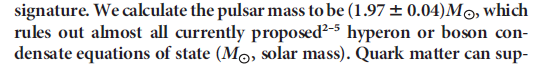 signature. We calculate the pulsar mass to be (1.97 ± 0.04)M☉, which
rules out almost all currently proposed²⁻⁵ hyperon or boson con-
densate equations of state (M☉, solar mass). Quark matter can sup-